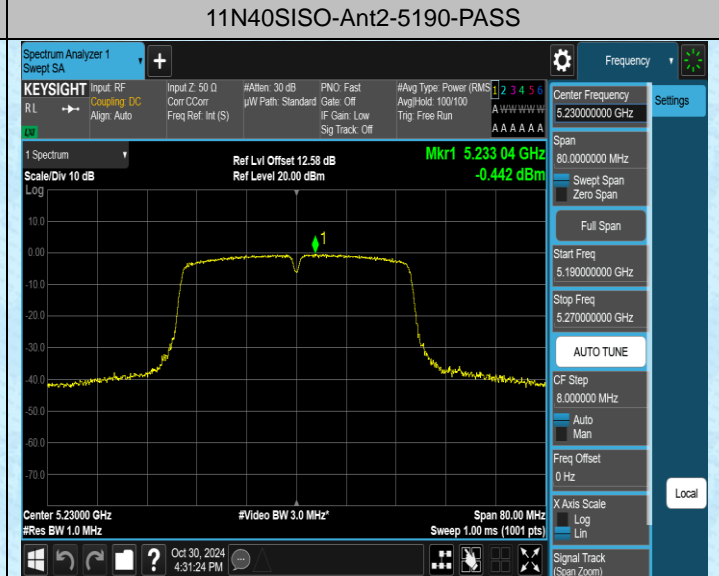 11N40SISO-Ant2-5190-PASS
Spectrum Analyzer 1
Swept SA
+
Frequency
KEYSIGHT
RL
LXI
Input: RF
Coupling: DC
Align: Auto
Input Z: 50 Ω
Corr CCorr
Freq Ref: Int (S)
#Atten: 30 dB
µW Path: Standard
PNO: Fast
Gate: Off
IF Gain: Low
Sig Track: Off
#Avg Type: Power (RMS
Avg|Hold: 100/100
Trig: Free Run
1 2 3 4 5 6
A W W W W W
A A A A A A
1 Spectrum
Scale/Div 10 dB
Log
Ref Lvl Offset 12.58 dB
Ref Level 20.00 dBm
Mkr1 5.233 04 GHz
-0.442 dBm
10.0
0.00
-10.0
-20.0
-30.0
-40.0
-50.0
-60.0
-70.0
1
Center 5.23000 GHz
#Res BW 1.0 MHz
#Video BW 3.0 MHz*
Span 80.00 MHz
Sweep 1.00 ms (1001 pts)
?
Oct 30, 2024
4:31:24 PM
Center Frequency
5.230000000 GHz
Span
80.0000000 MHz
Swept Span
Zero Span
Full Span
Start Freq
5.190000000 GHz
Stop Freq
5.270000000 GHz
AUTO TUNE
CF Step
8.000000 MHz
Auto
Man
Freq Offset
0 Hz
X Axis Scale
Log
Lin
Signal Track
(Span Zoom)
Settings
Local